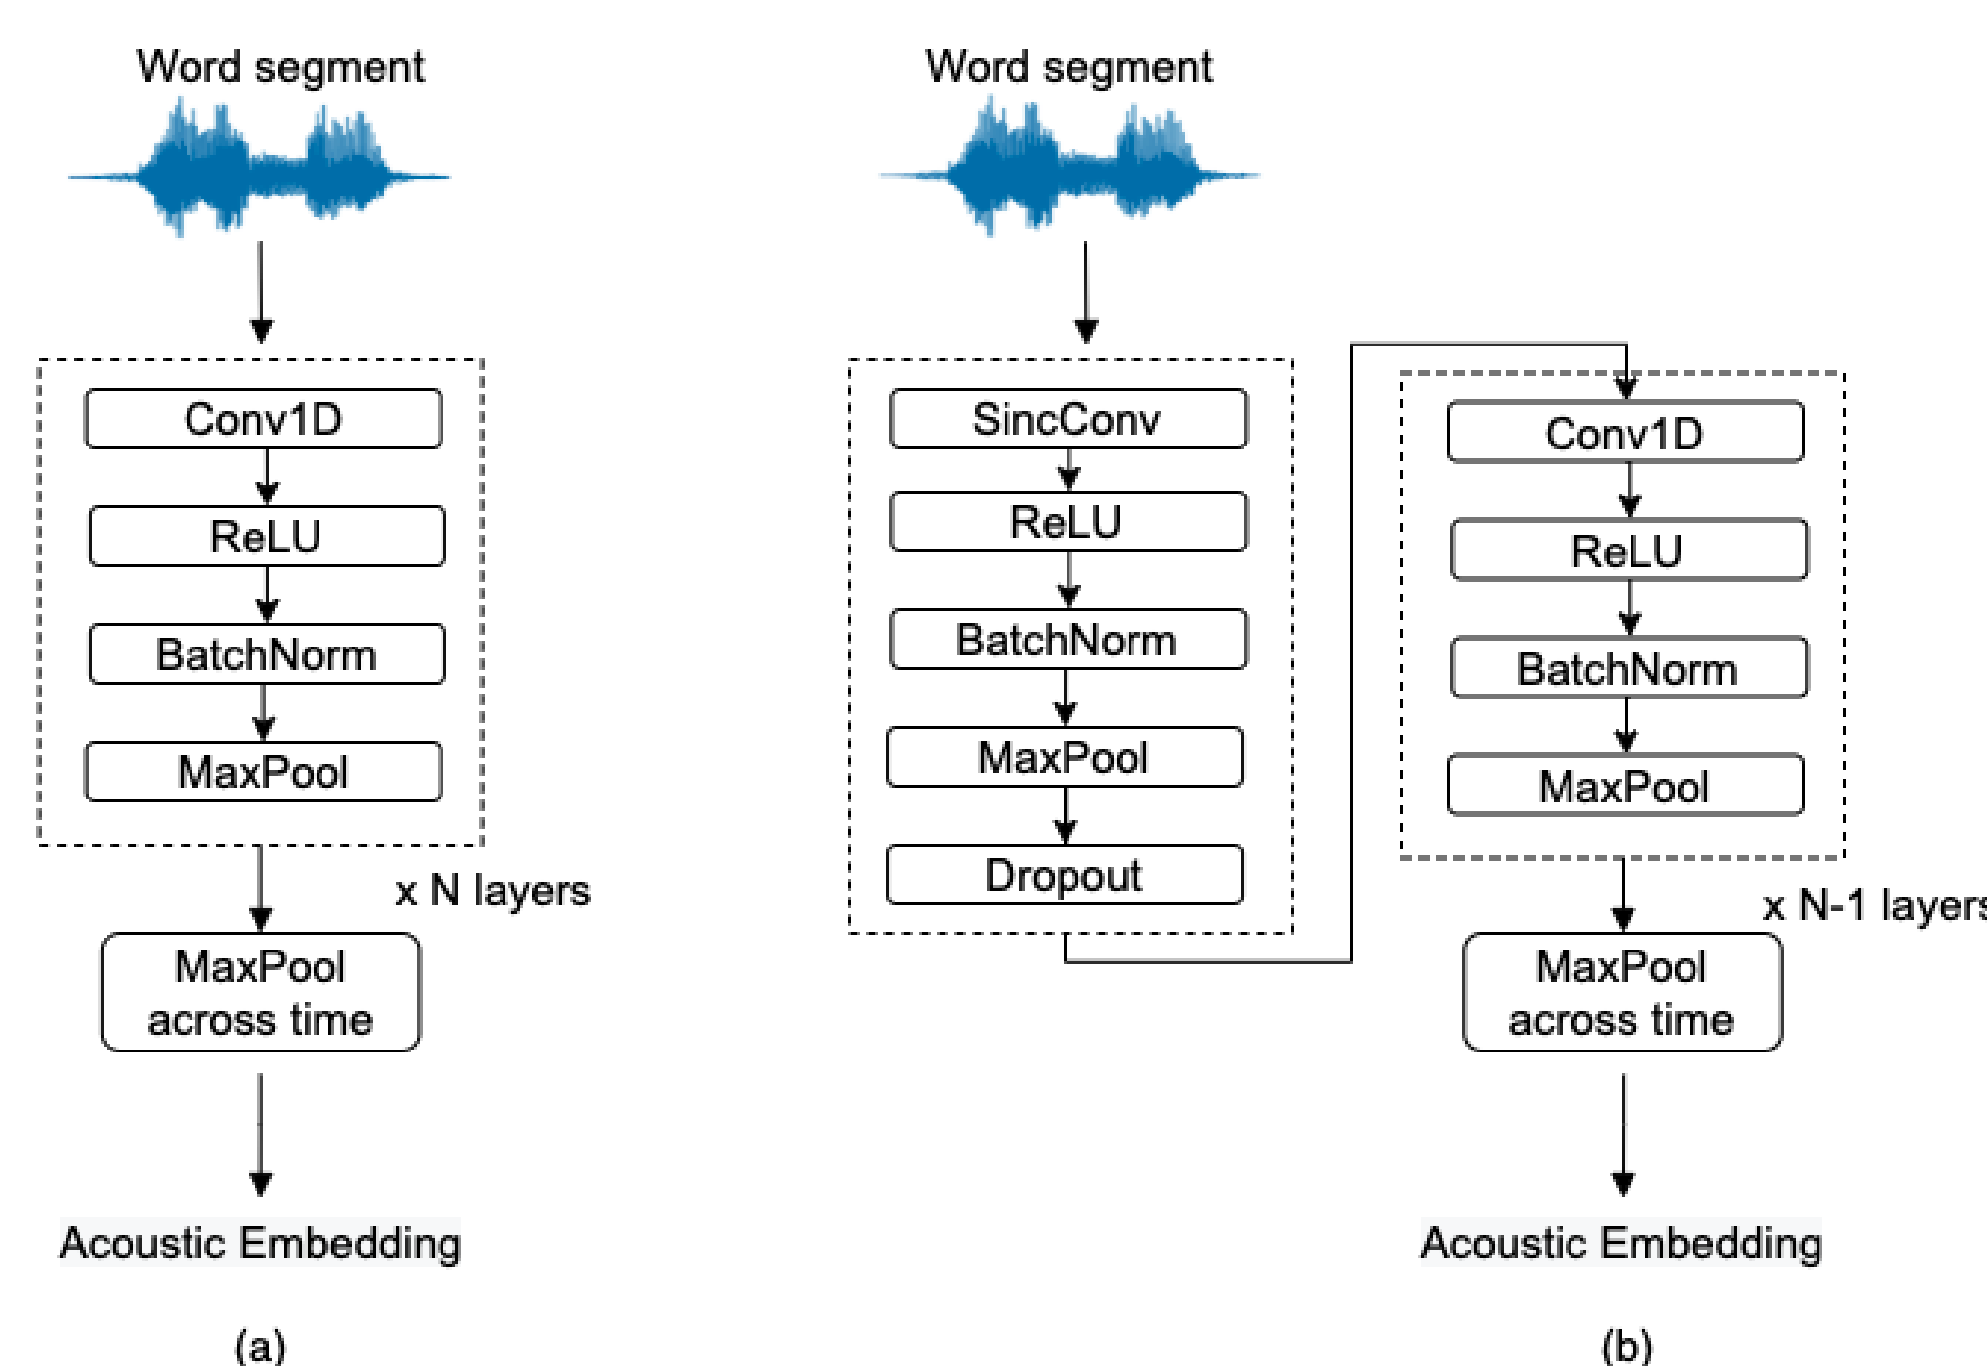 Word segment
Conv1D
ReLU
BatchNorm
MaxPool
x N layers
MaxPool
across time
Acoustic Embedding
(a)
Word segment
SincConv
ReLU
BatchNorm
MaxPool
Dropout
Conv1D
ReLU
BatchNorm
MaxPool
x N-1 layers
MaxPool
across time
Acoustic Embedding
(b)